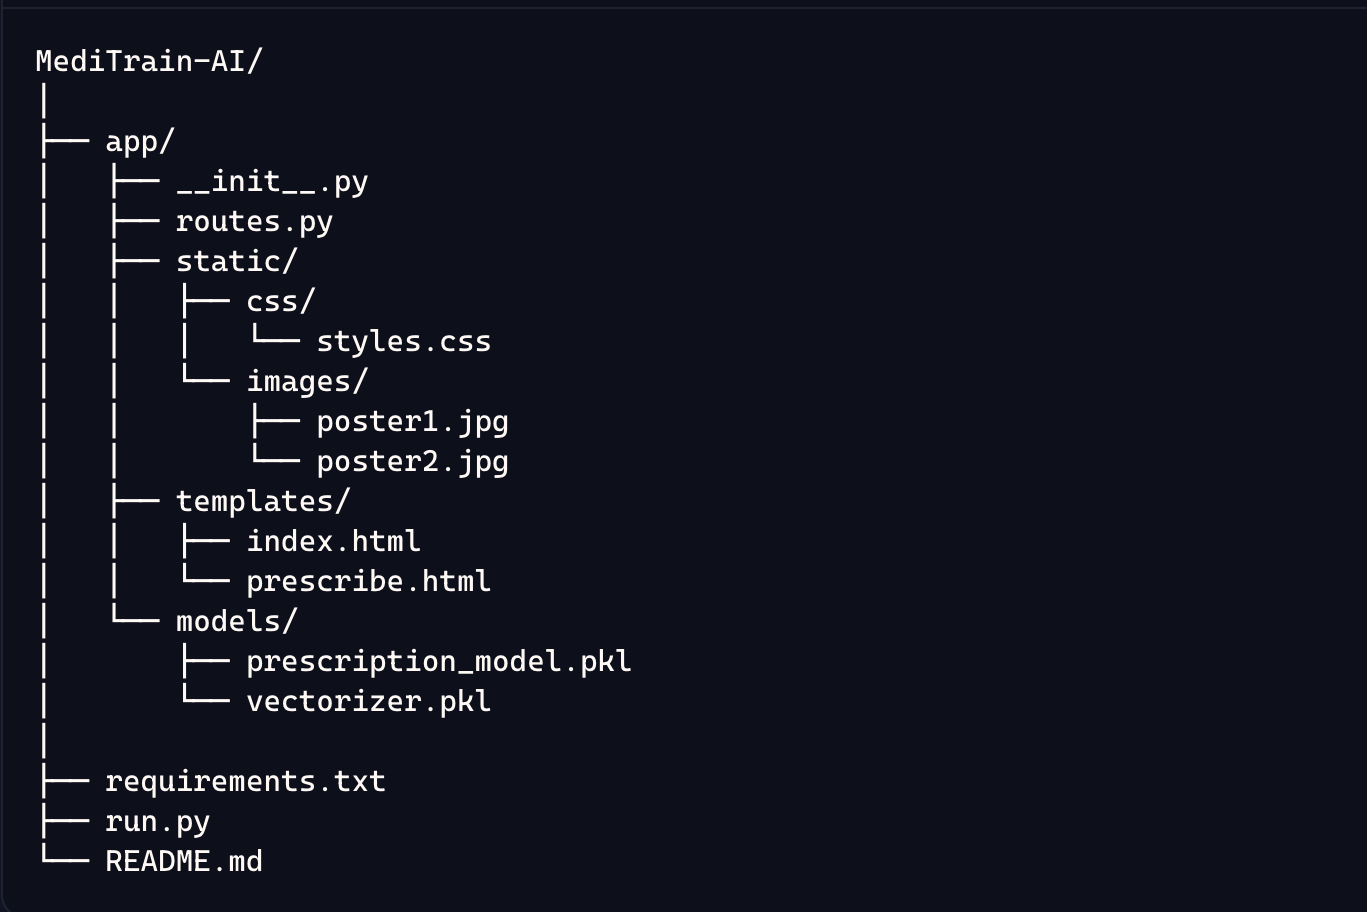 MediTrain-AI/
│
├── app/
│   ├── __init__.py
│   ├── routes.py
│   ├── static/
│   │   ├── css/
│   │   │   └── styles.css
│   │   └── images/
│   │       ├── poster1.jpg
│   │       └── poster2.jpg
│   ├── templates/
│   │   ├── index.html
│   │   └── prescribe.html
│   └── models/
│       ├── prescription_model.pkl
│       └── vectorizer.pkl
│
├── requirements.txt
├── run.py
└── README.md